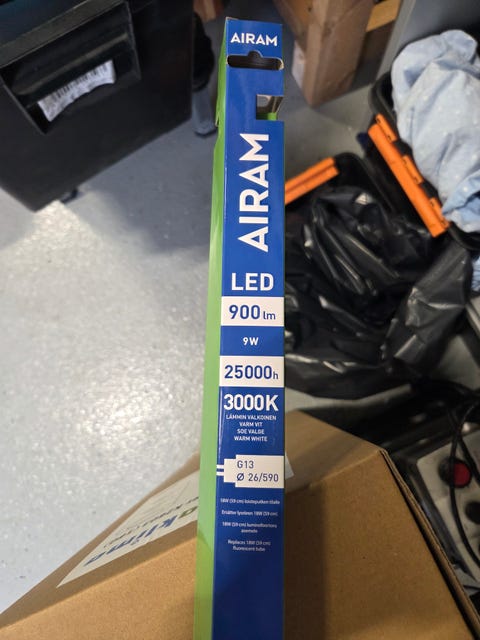 AIRAM
AIRAM
LED
900 lm
9W
25000h
3000K
LÄMMIN VALKOINEN
VARM VIT
SOE VALGE
WARM WHITE
G13
Ø 26/590
18W (59 cm) loisteputken tilalle
Ersätter lysrören 18W (59 cm)
18W (59 cm) luminofoortoru
asemele
Replaces 18W (59 cm)
fluorescent tube